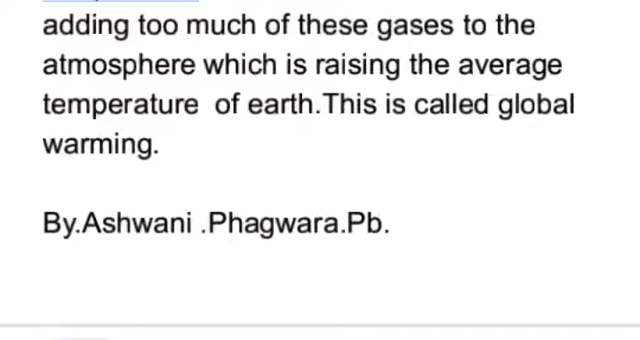 adding too much of these gases to the
atmosphere which is raising the average
temperature  of earth.This is called global
warming.
By.Ashwani .Phagwara.Pb.